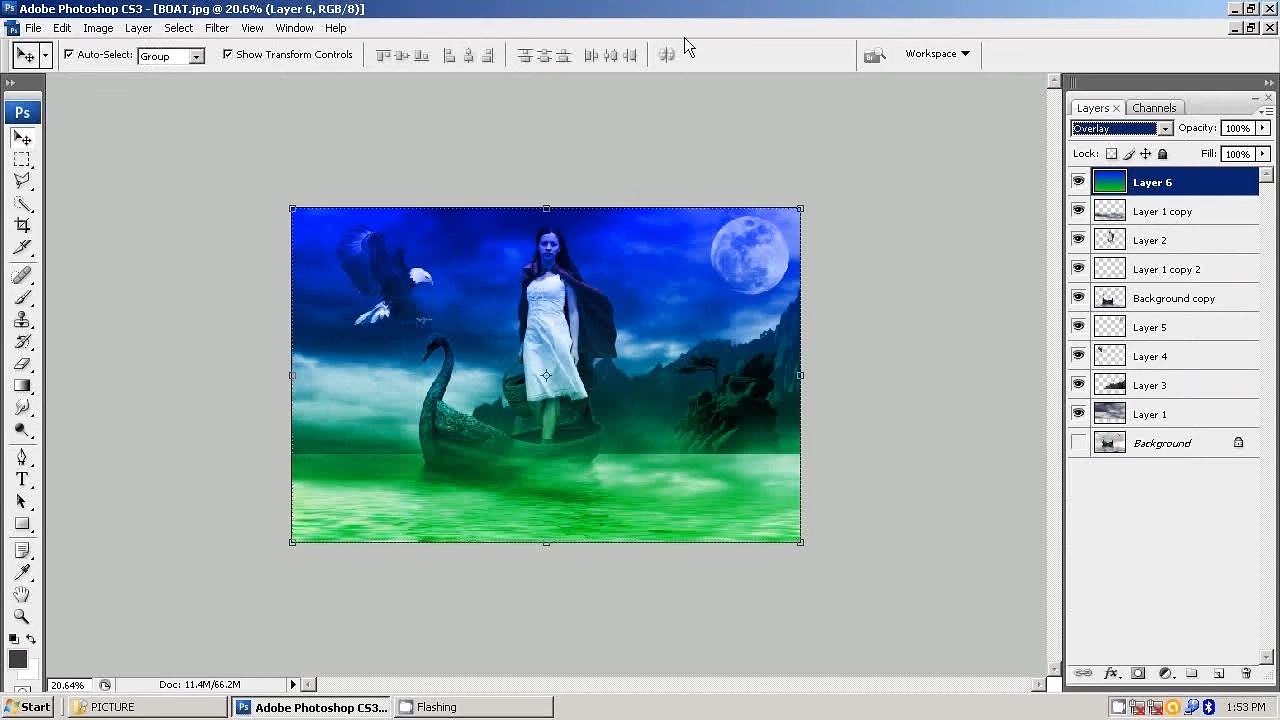 Adobe Photoshop CS3 - [BOAT.jpg @ 20.6% (Layer 6, RGB/8)]
File Edit Image Layer Select Filter View Window Help
Auto-Select: Group Show Transform Controls Workspace
Ps
Layers Channels
Overlay Opacity: 100%
Lock: Fill: 100%
Layer 6
Layer 1 copy
Layer 2
Layer 1 copy 2
Background copy
Layer 5
Layer 4
Layer 3
Layer 1
Background
20.64% Doc: 11.4M/66.2M
Start PICTURE Adobe Photoshop CS3... Flashing 1:53 PM